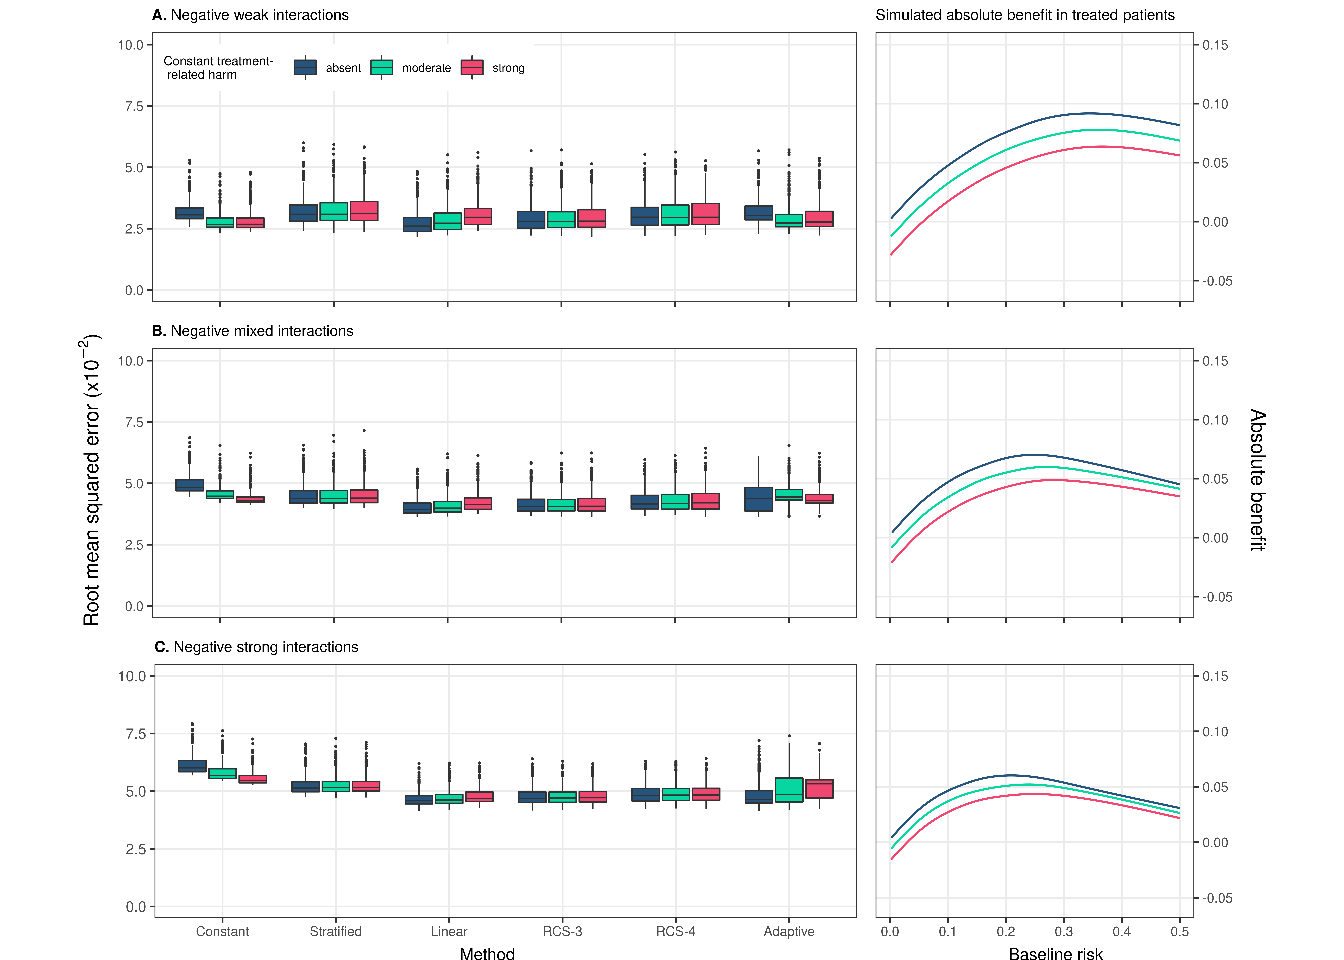 A. Negative weak interactions
Simulated absolute benefit in treated patients
Constant treatment-
related harm
absent
moderate
strong
10.0
7.5
5.0
2.5
0.0
0.15
0.10
0.05
0.00
-0.05
B. Negative mixed interactions
10.0
7.5
5.0
2.5
0.0
0.15
0.10
0.05
0.00
-0.05
Root mean squared error (x10⁻²)
Absolute benefit
C. Negative strong interactions
10.0
7.5
5.0
2.5
0.0
0.15
0.10
0.05
0.00
-0.05
Constant Stratified Linear RCS-3 RCS-4 Adaptive
0.0 0.1 0.2 0.3 0.4 0.5
Method
Baseline risk